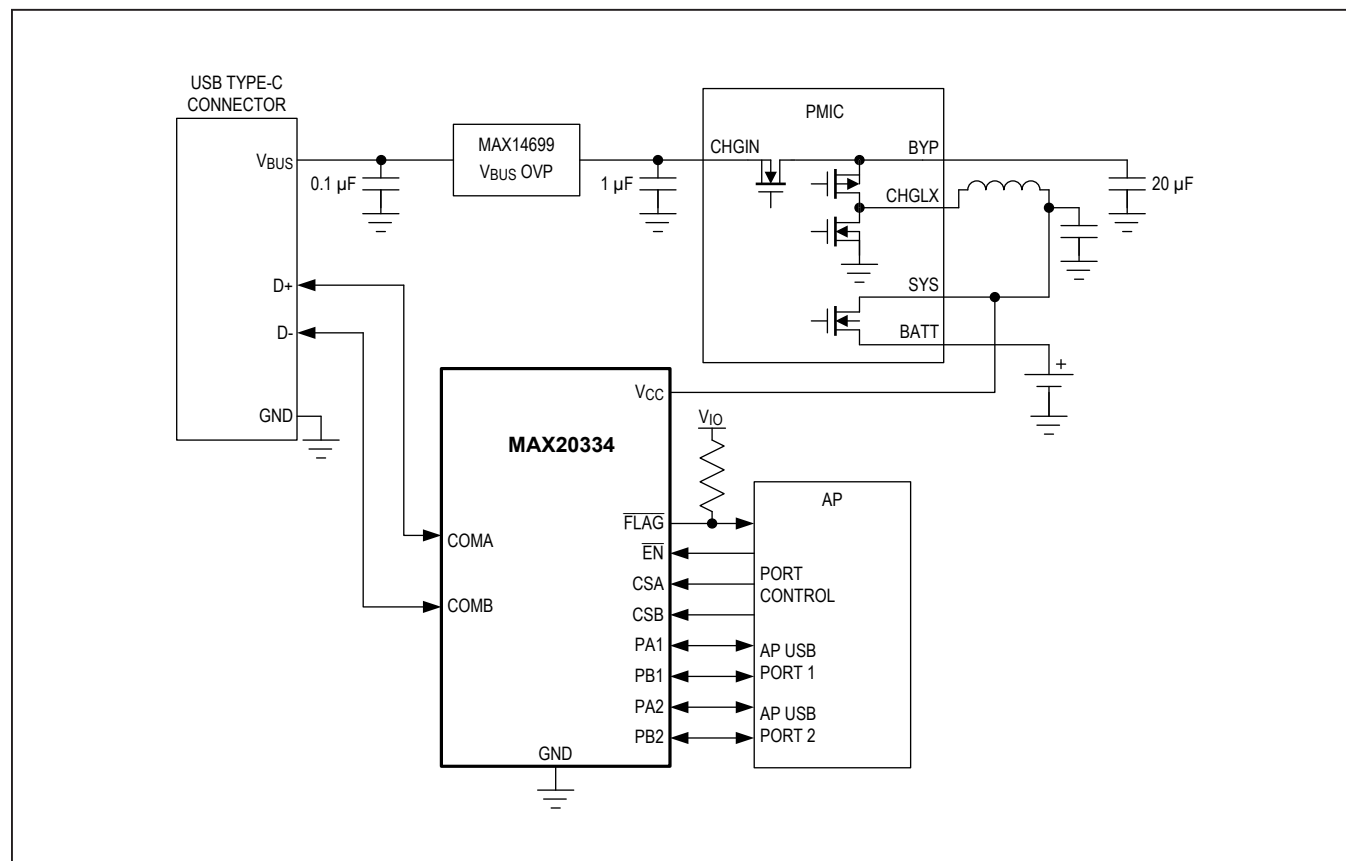 USB TYPE-C
CONNECTOR
VBUS
0.1 µF
MAX14699
VBUS OVP
1 µF
PMIC
CHGIN
BYP
CHGLX
20 µF
SYS
BATT
+
D+
D-
GND
MAX20334
VCC
VIO
COMA
COMB
FLAG
EN
CSA
CSB
PA1
PB1
PA2
PB2
GND
AP
PORT
CONTROL
AP USB
PORT 1
AP USB
PORT 2